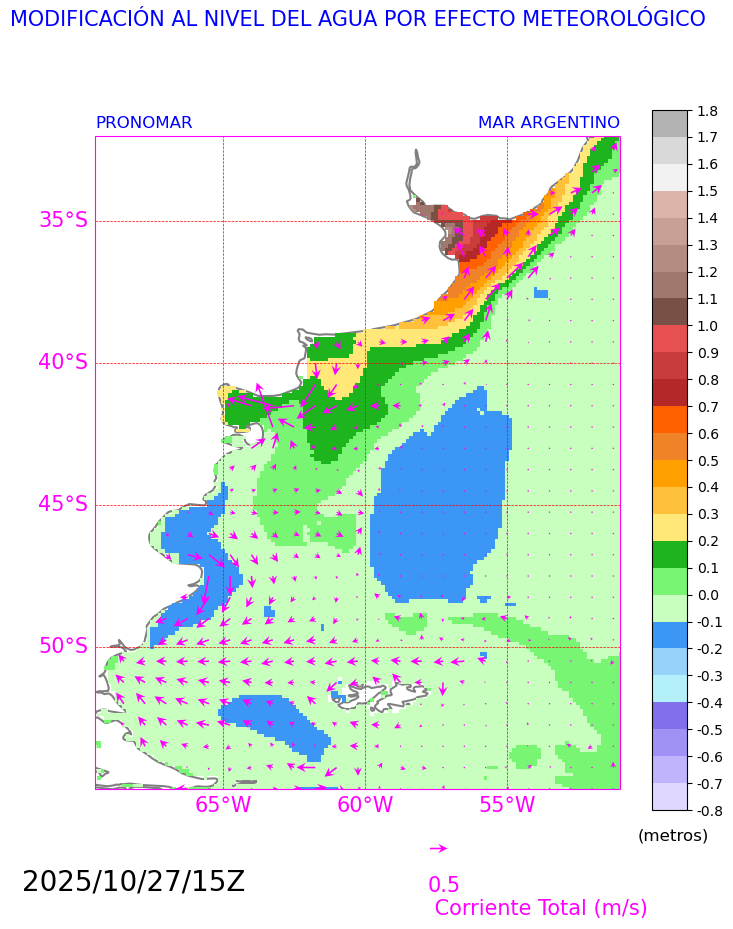 MODIFICACIÓN AL NIVEL DEL AGUA POR EFECTO METEOROLÓGICO
PRONOMAR
MAR ARGENTINO
35°S
40°S
45°S
50°S
65°W
60°W
55°W
1.8
1.7
1.6
1.5
1.4
1.3
1.2
1.1
1.0
0.9
0.8
0.7
0.6
0.5
0.4
0.3
0.2
0.1
0.0
-0.1
-0.2
-0.3
-0.4
-0.5
-0.6
-0.7
-0.8
(metros)
2025/10/27/15Z
0.5
Corriente Total (m/s)